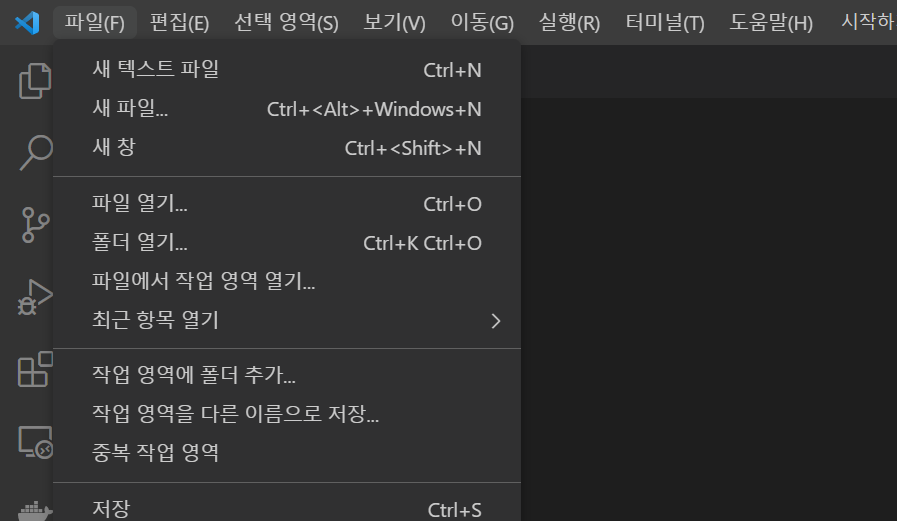 파일(F) 편집(E) 선택 영역(S) 보기(V) 이동(G) 실행(R) 터미널(T) 도움말(H) 시작하
새 텍스트 파일 Ctrl+N
새 파일... Ctrl+<Alt>+Windows+N
새 창 Ctrl+<Shift>+N
파일 열기... Ctrl+O
폴더 열기... Ctrl+K Ctrl+O
파일에서 작업 영역 열기...
최근 항목 열기
작업 영역에 폴더 추가...
작업 영역을 다른 이름으로 저장...
중복 작업 영역
저장 Ctrl+S